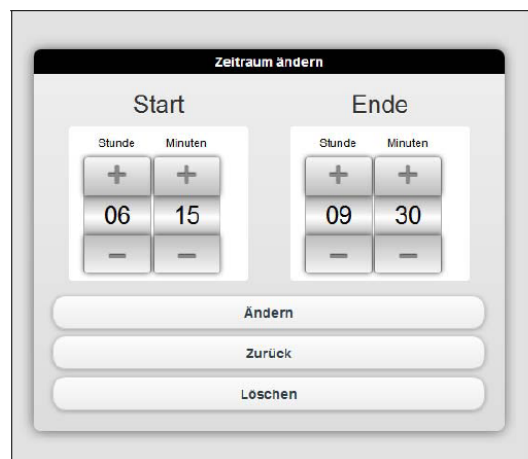 Zeitraum ändern
Start Ende
Stunde Minuten Stunde Minuten
+ + + +
06 15 09 30
− − − −
Ändern
Zurück
Löschen